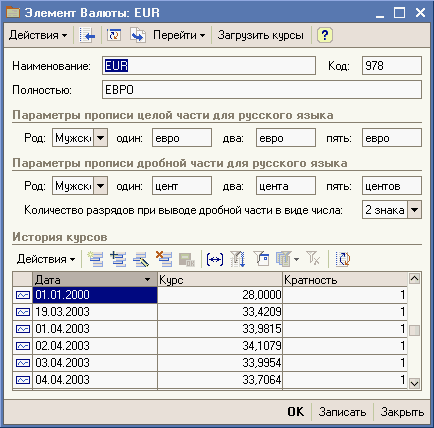 Элемент Валюты: EUR
Действия Перейти Загрузить курсы ?
Наименование: EUR Код: 978
Полностью: ЕВРО
Параметры прописи целой части для русского языка
Род: Мужск один: евро два: евро пять: евро
Параметры прописи дробной части для русского языка
Род: Мужск один: цент два: цента пять: центов
Количество разрядов при выводе дробной части в виде числа: 2 знака
История курсов
Действия
Дата Курс Кратность
01.01.2000 28,0000 1
19.03.2003 33,4209 1
01.04.2003 33,9815 1
02.04.2003 34,1079 1
03.04.2003 33,9954 1
04.04.2003 33,7064 1
OK Записать Закрыть